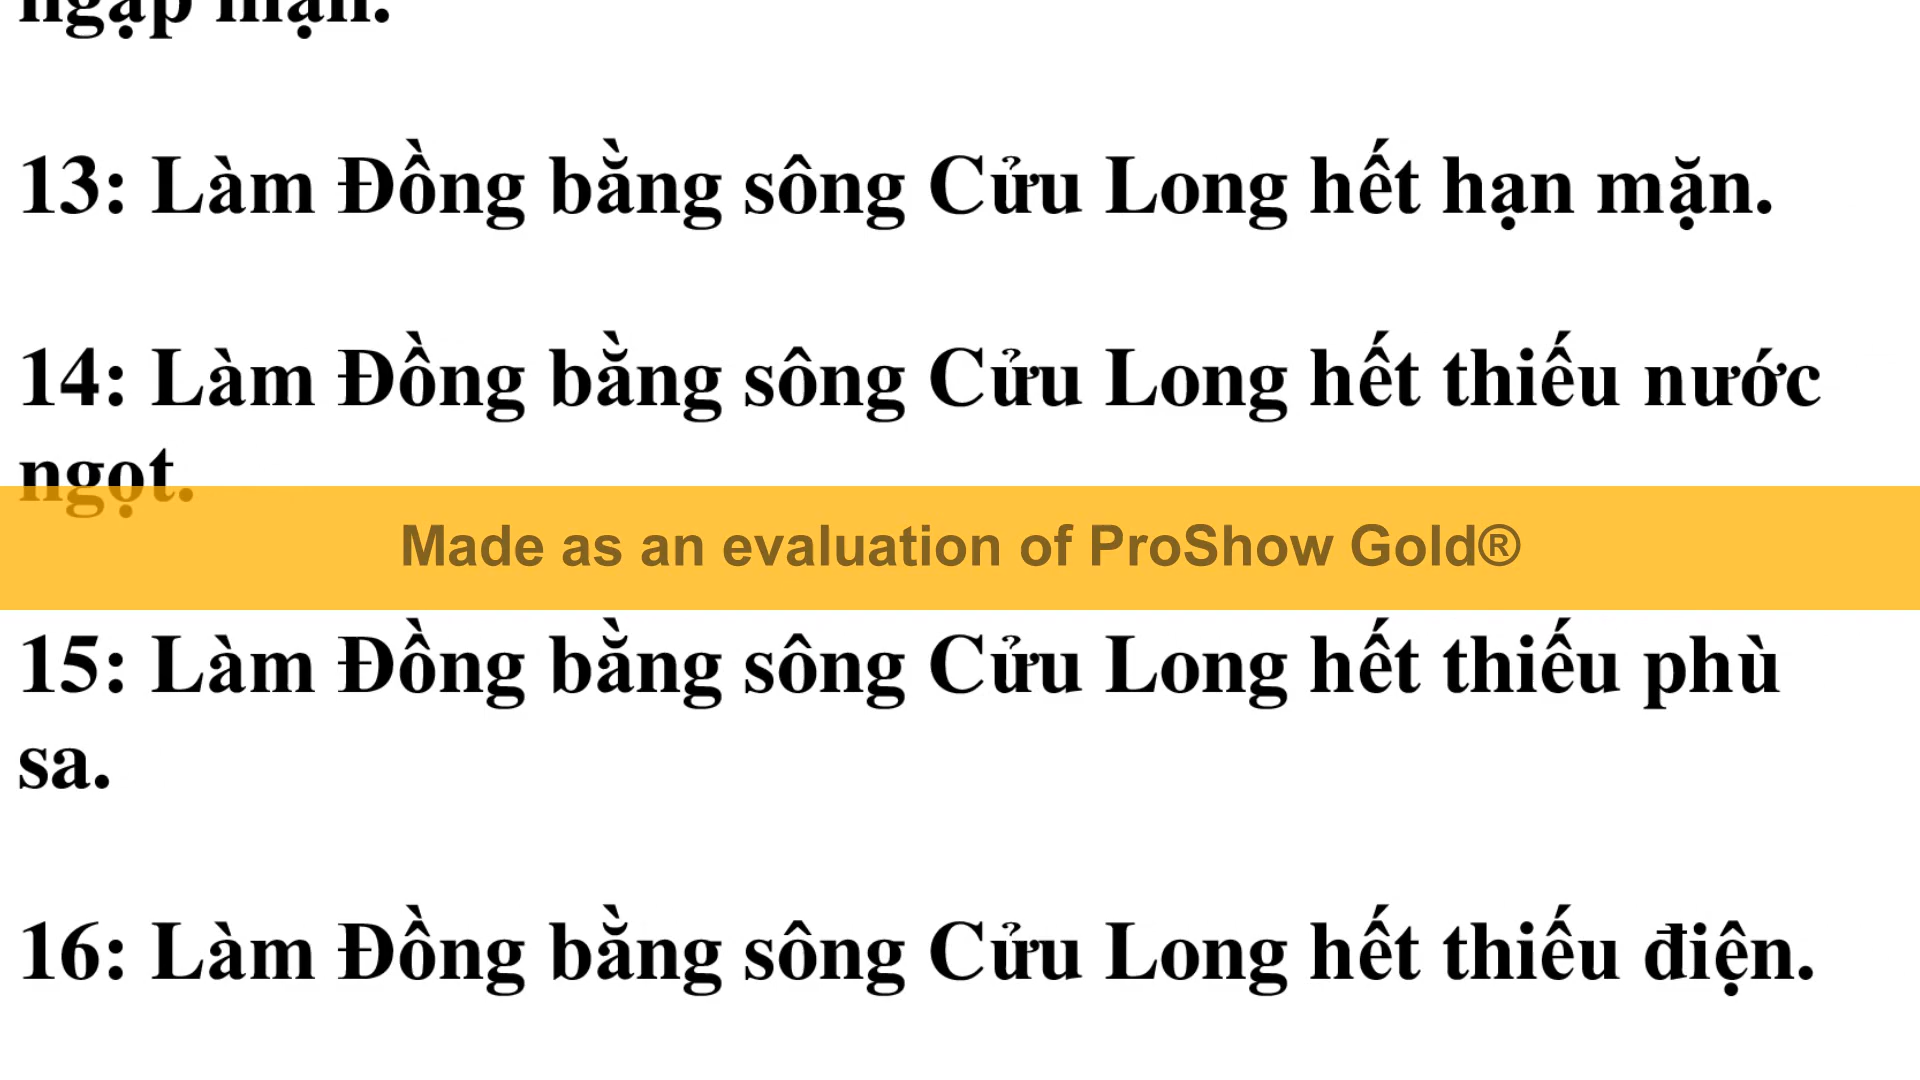 ngập mặn.
13: Làm Đồng bằng sông Cửu Long hết hạn mặn.
14: Làm Đồng bằng sông Cửu Long hết thiếu nước
ngọt.
Made as an evaluation of ProShow Gold®
15: Làm Đồng bằng sông Cửu Long hết thiếu phù
sa.
16: Làm Đồng bằng sông Cửu Long hết thiếu điện.